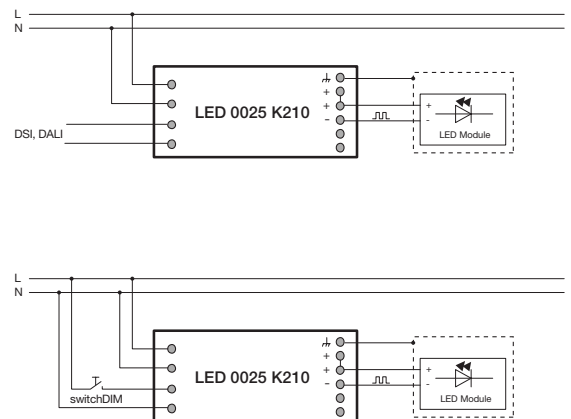 L
N
LED 0025 K210
DSI, DALI
+
+
-
+
-
LED Module
L
N
LED 0025 K210
switchDIM
+
+
-
+
-
LED Module